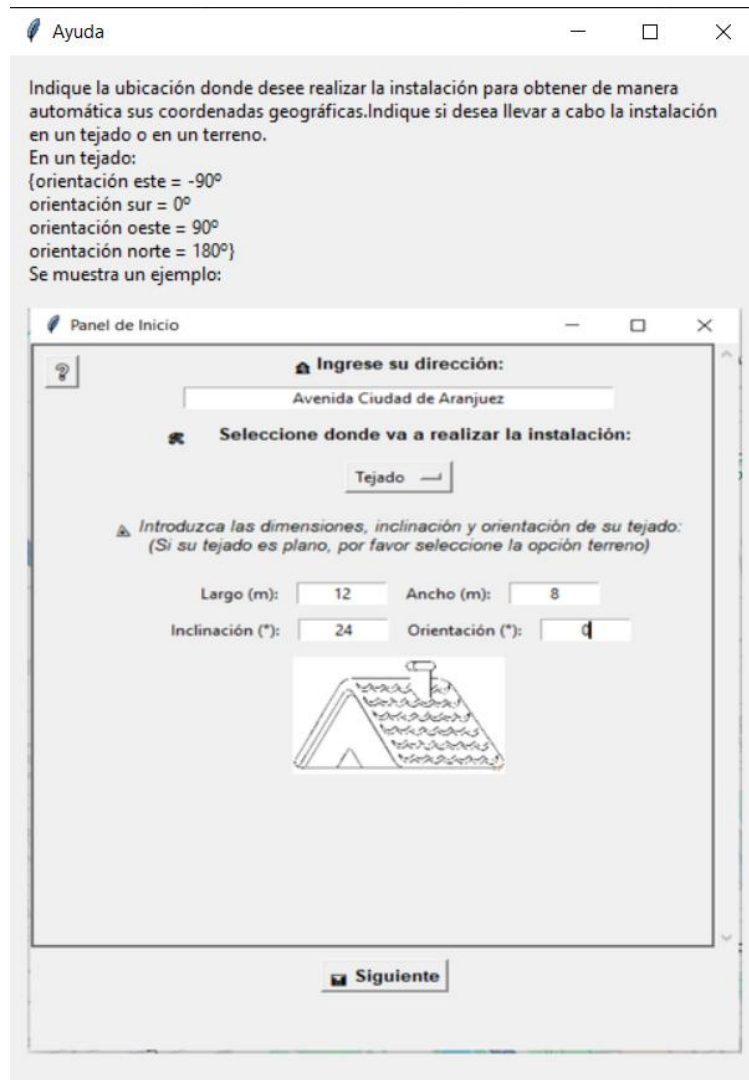 Ayuda
Indique la ubicación donde desee realizar la instalación para obtener de manera
automática sus coordenadas geográficas.Indique si desea llevar a cabo la instalación
en un tejado o en un terreno.
En un tejado:
{orientación este = -90º
orientación sur = 0º
orientación oeste = 90º
orientación norte = 180º}
Se muestra un ejemplo:
Panel de Inicio
?
Ingrese su dirección:
Avenida Ciudad de Aranjuez
Seleccione donde va a realizar la instalación:
Tejado
Introduzca las dimensiones, inclinación y orientación de su tejado:
(Si su tejado es plano, por favor seleccione la opción terreno)
Largo (m): 12 Ancho (m): 8
Inclinación (°): 24 Orientación (°): 0
Siguiente